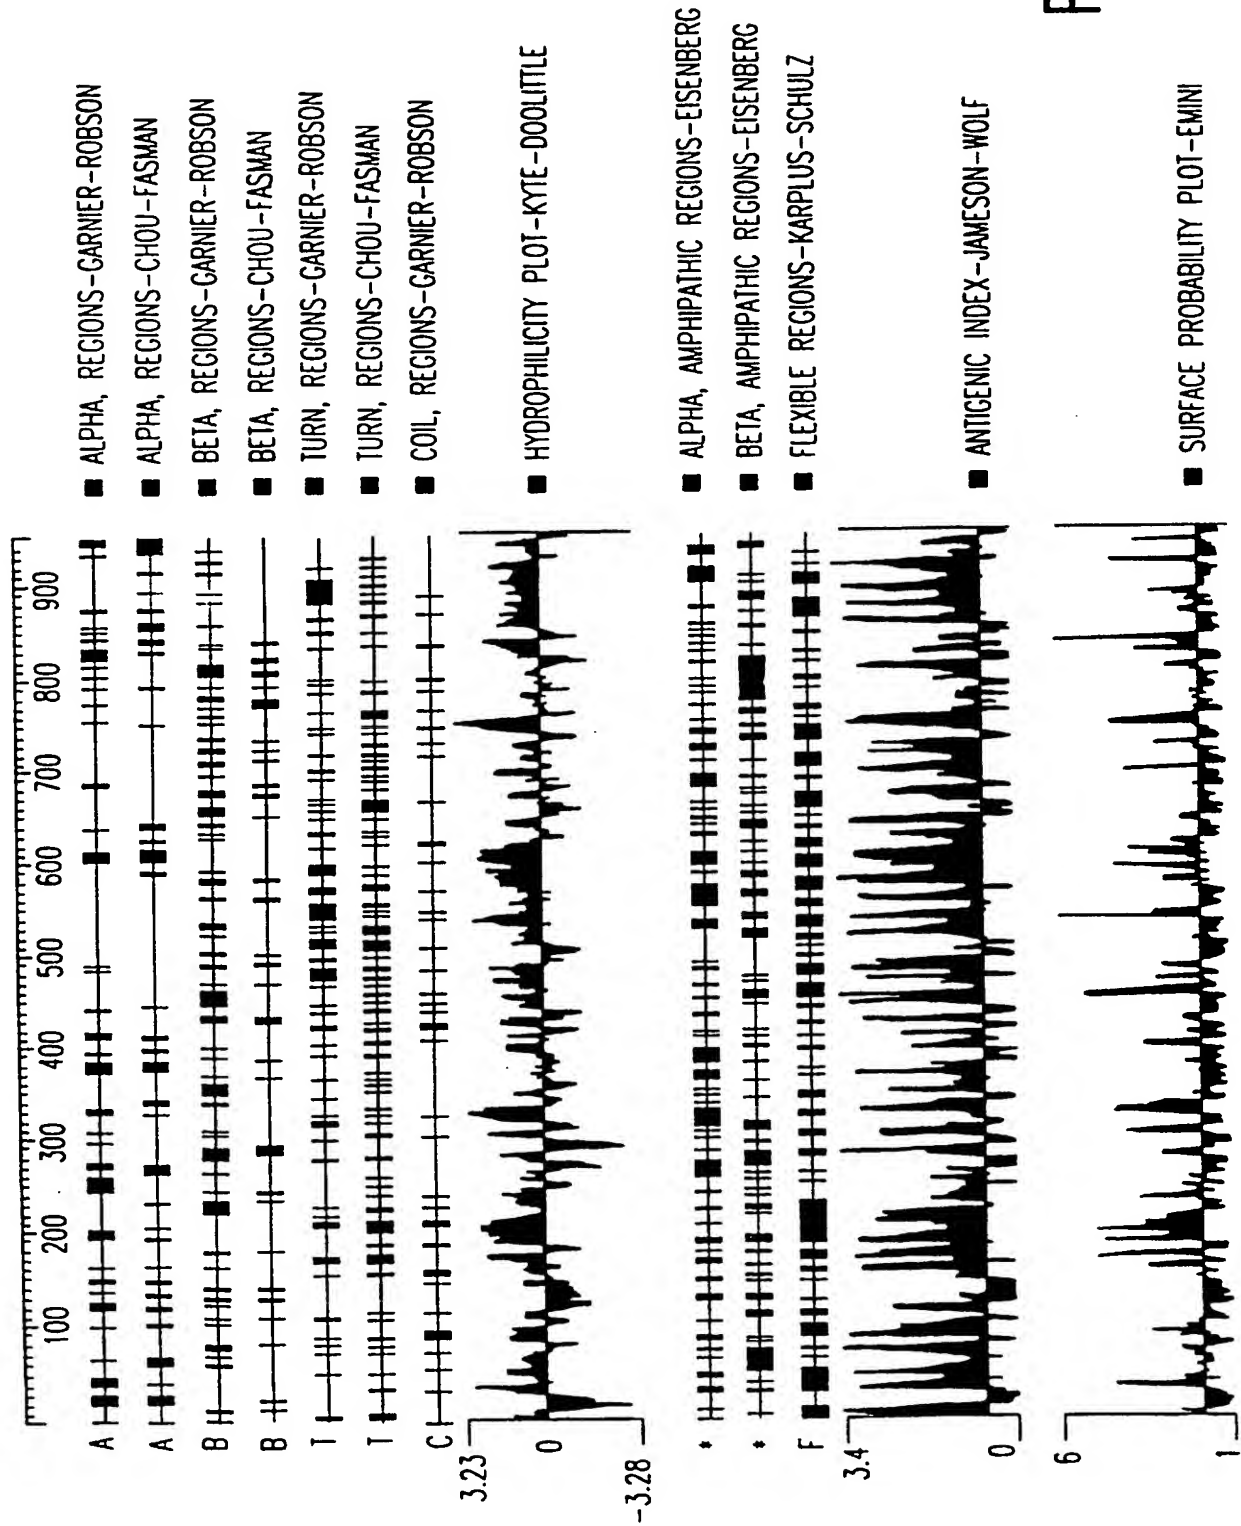 100 200 300 400 500 600 700 800 900
A ALPHA, REGIONS-GARNIER-ROBSON
A ALPHA, REGIONS-CHOU-FASMAN
B BETA, REGIONS-GARNIER-ROBSON
B BETA, REGIONS-CHOU-FASMAN
T TURN, REGIONS-GARNIER-ROBSON
T TURN, REGIONS-CHOU-FASMAN
C COIL, REGIONS-GARNIER-ROBSON
3.23
0 HYDROPHILICITY PLOT-KYTE-DOOLITTLE
-3.28
* ALPHA, AMPHIPATHIC REGIONS-EISENBERG
* BETA, AMPHIPATHIC REGIONS-EISENBERG
F FLEXIBLE REGIONS-KARPLUS-SCHULZ
3.4
ANTIGENIC INDEX-JAMESON-WOLF
0
6
SURFACE PROBABILITY PLOT-EMINI
1